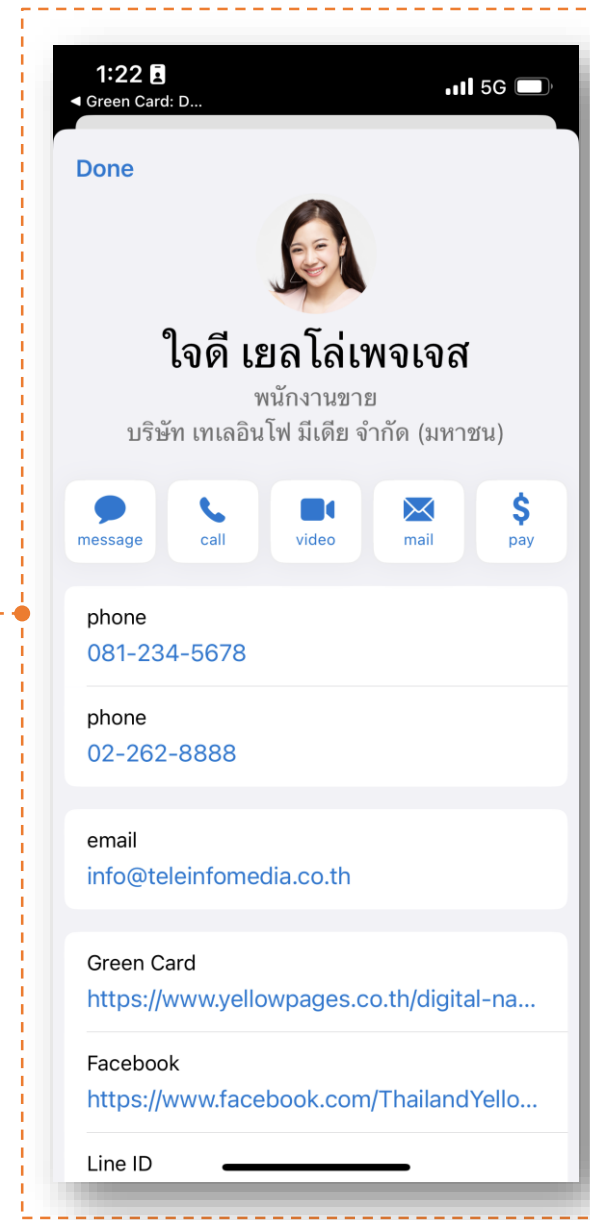 1:22
◀ Green Card: D...
5G
Done
ใจดี เยลโล่เพจเจส
พนักงานขาย
บริษัท เทเลอินโฟ มีเดีย จำกัด (มหาชน)
message call video mail pay
phone
081-234-5678
phone
02-262-8888
email
info@teleinfomedia.co.th
Green Card
https://www.yellowpages.co.th/digital-na...
Facebook
https://www.facebook.com/ThailandYello...
Line ID